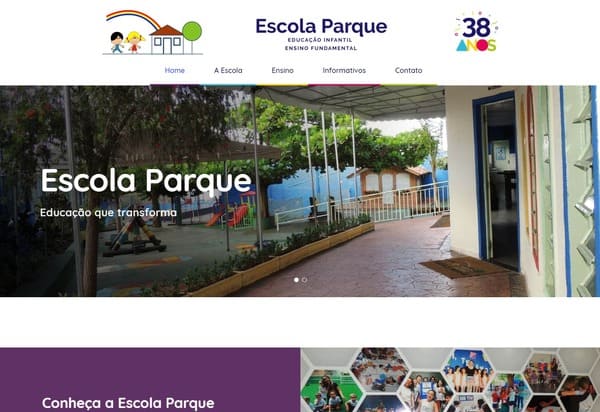 Escola Parque
EDUCAÇÃO INFANTIL
ENSINO FUNDAMENTAL
38
ANOS
Home
A Escola
Ensino
Informativos
Contato
Escola Parque
Educação que transforma
Conheça a Escola Parque